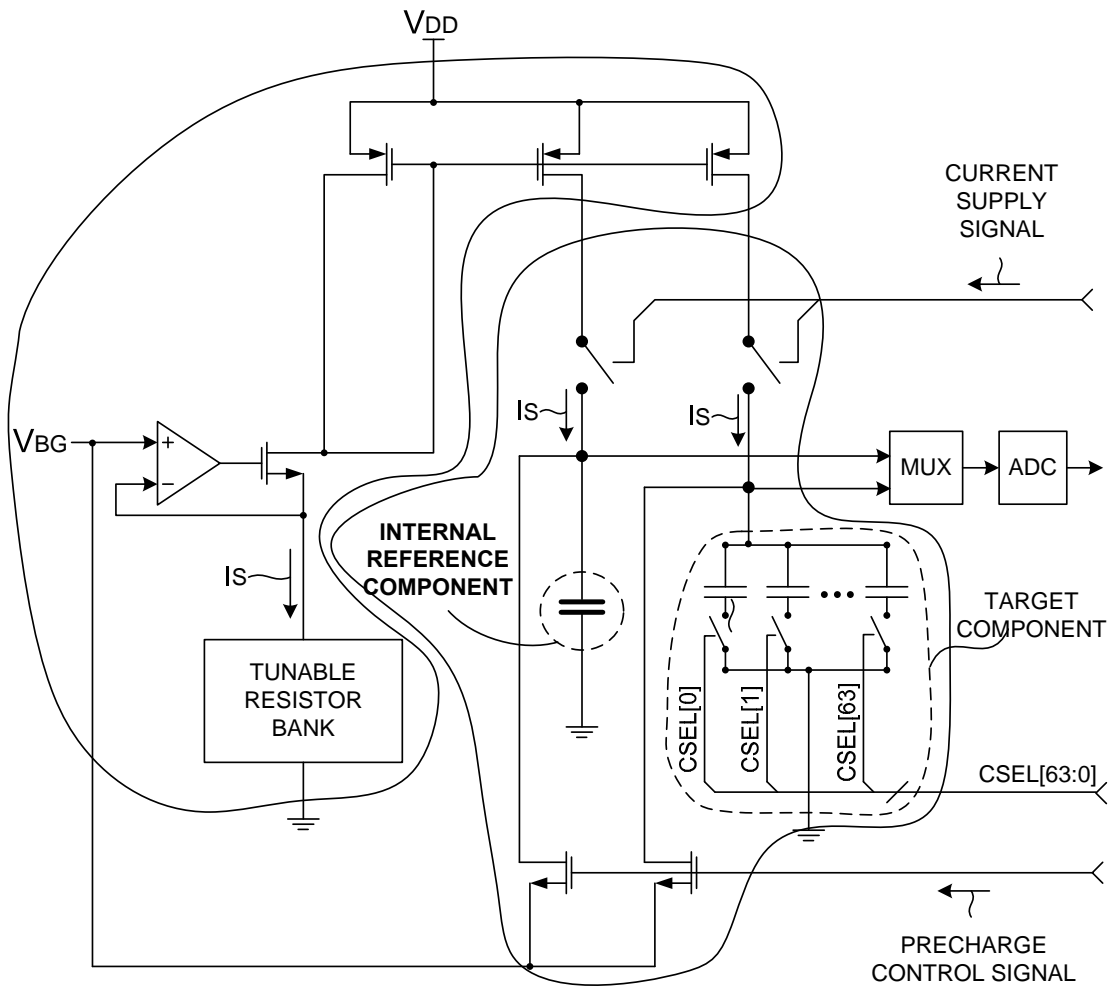 VDD
CURRENT
SUPPLY
SIGNAL
IS
IS
VBG
+
−
MUX
ADC
INTERNAL
REFERENCE
COMPONENT
IS
TARGET
COMPONENT
TUNABLE
RESISTOR
BANK
CSEL[0]
CSEL[1]
CSEL[63]
CSEL[63:0]
PRECHARGE
CONTROL SIGNAL